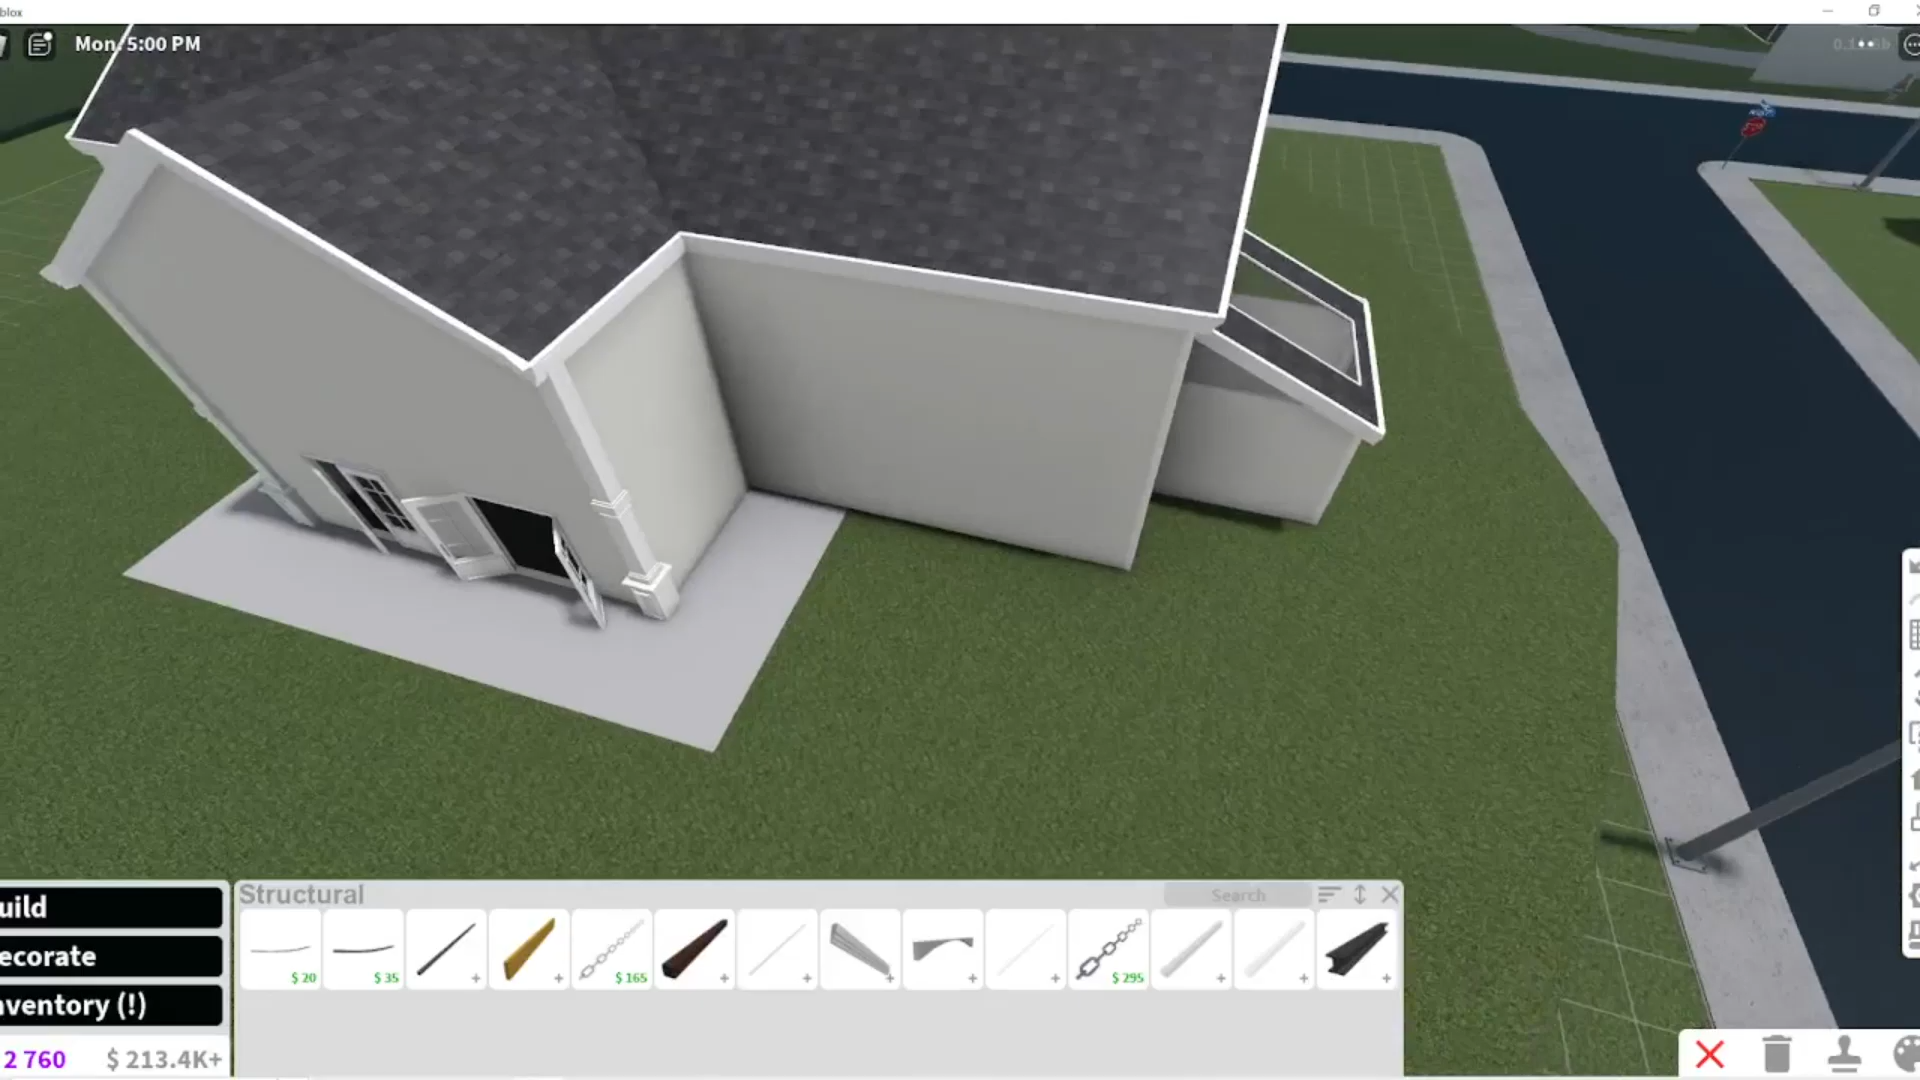 blox
Mon. 5:00 PM
Structural
Search
$ 20
$ 35
$ 165
$ 295
uild
ecorate
nventory (!)
2 760
$ 213.4K+